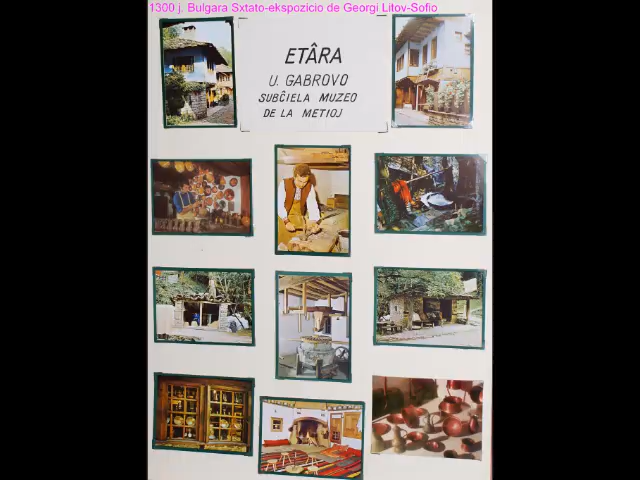 1300 j. Bulgara Sxtato-ekspozicio de Georgi Litov-Sofio
ETÂRA
U. GABROVO
SUBĈIELA MUZEO
DE LA METIOJ